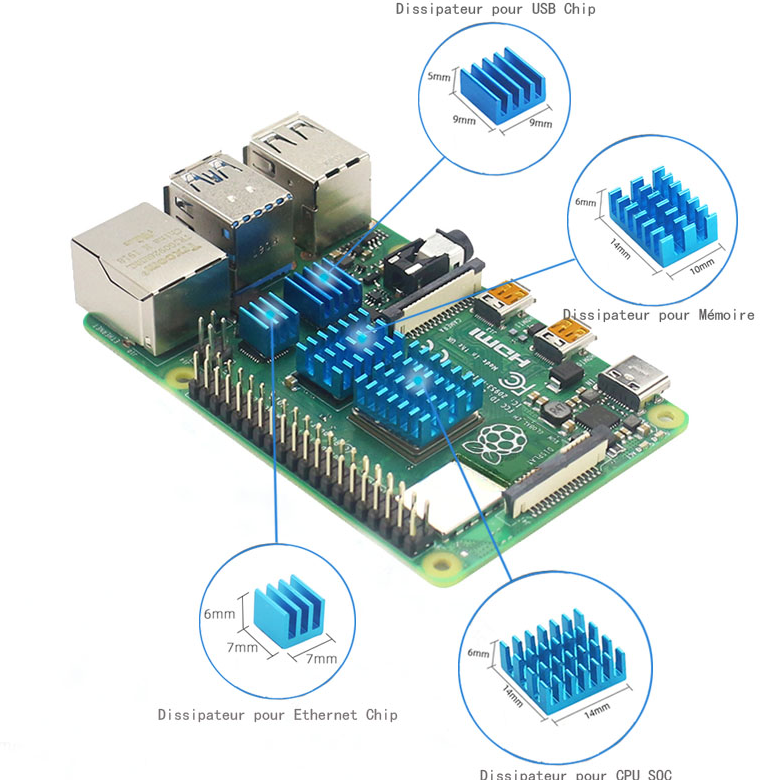 Dissipateur pour USB Chip
5mm
9mm
9mm
6mm
14mm
10mm
Dissipateur pour Mémoire
HDMI
6mm
7mm
7mm
Dissipateur pour Ethernet Chip
6mm
14mm
14mm
Dissipateur pour CPU SOC